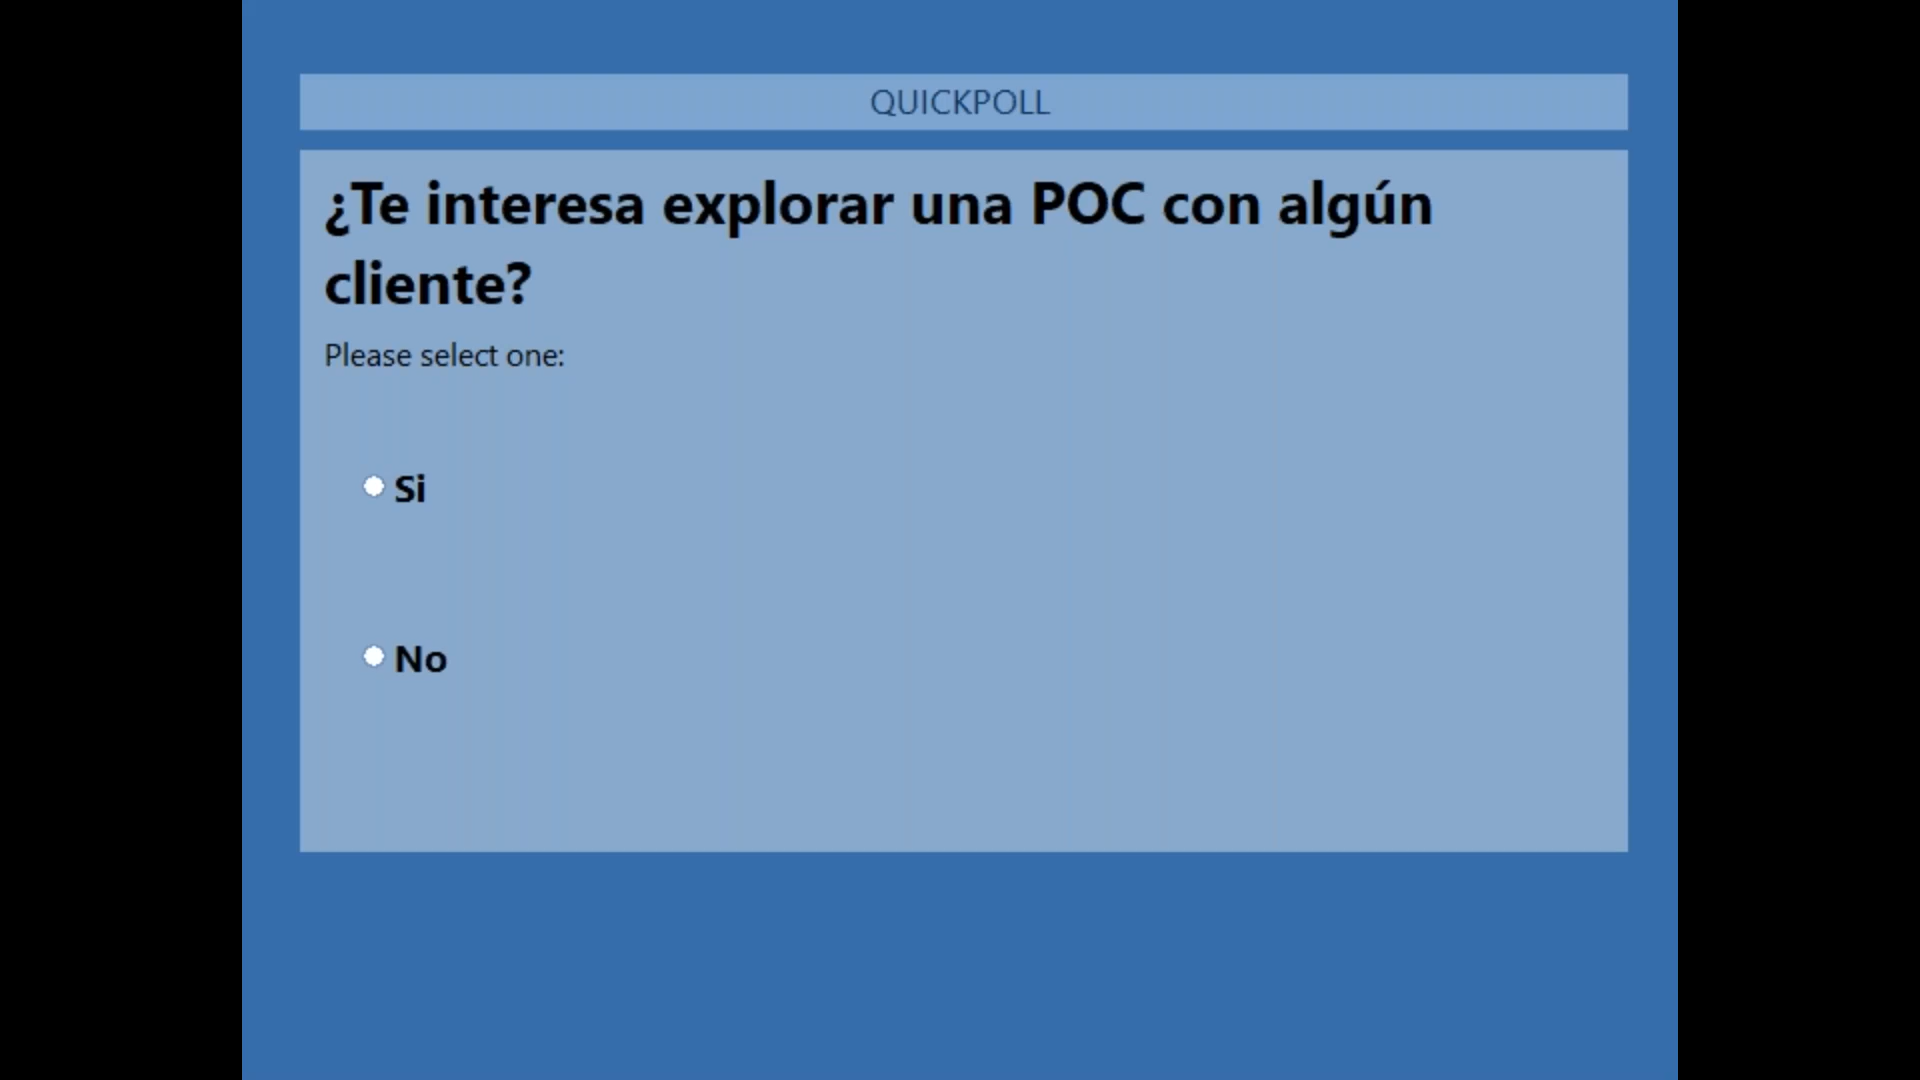 QUICKPOLL
¿Te interesa explorar una POC con algún
cliente?
Please select one:
Si
No